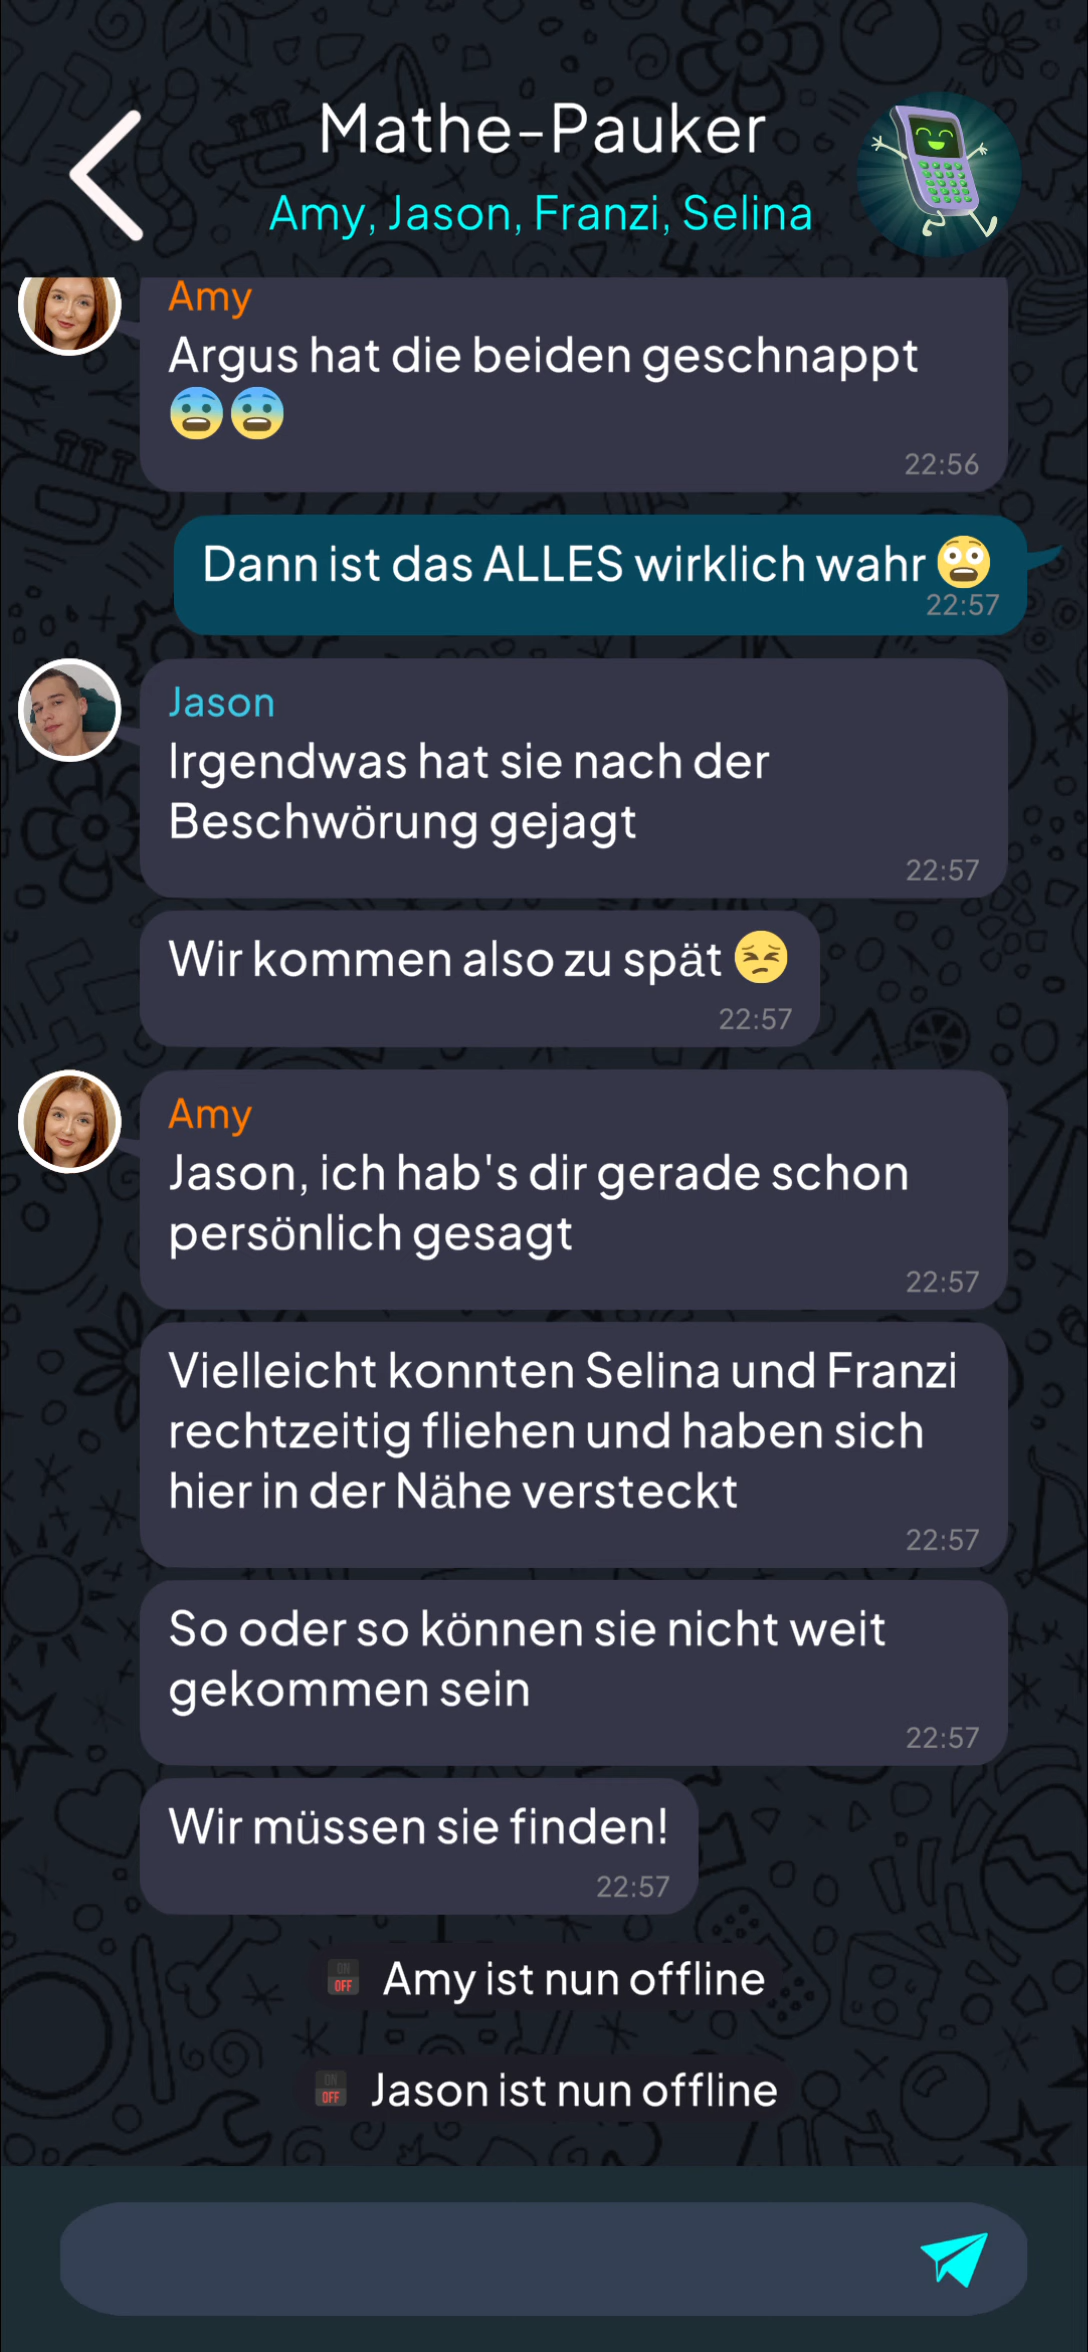 Mathe-Pauker
Amy, Jason, Franzi, Selina
Amy
Argus hat die beiden geschnappt
😨😨
22:56
Dann ist das ALLES wirklich wahr 😨
22:57
Jason
Irgendwas hat sie nach der
Beschwörung gejagt
22:57
Wir kommen also zu spät 😣
22:57
Amy
Jason, ich hab's dir gerade schon
persönlich gesagt
22:57
Vielleicht konnten Selina und Franzi
rechtzeitig fliehen und haben sich
hier in der Nähe versteckt
22:57
So oder so können sie nicht weit
gekommen sein
22:57
Wir müssen sie finden!
22:57
ON
OFF
Amy ist nun offline
ON
OFF
Jason ist nun offline